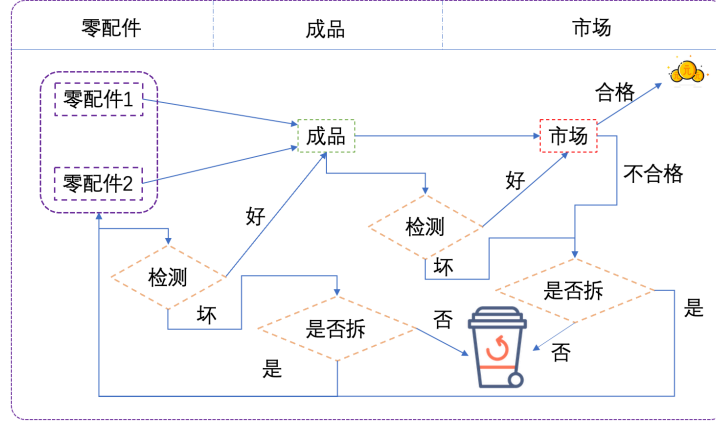 零配件
成品
市场
零配件1
合格
成品
市场
零配件2
好
不合格
好
检测
检测
坏
坏
是否拆
是
否
是否拆
否
是